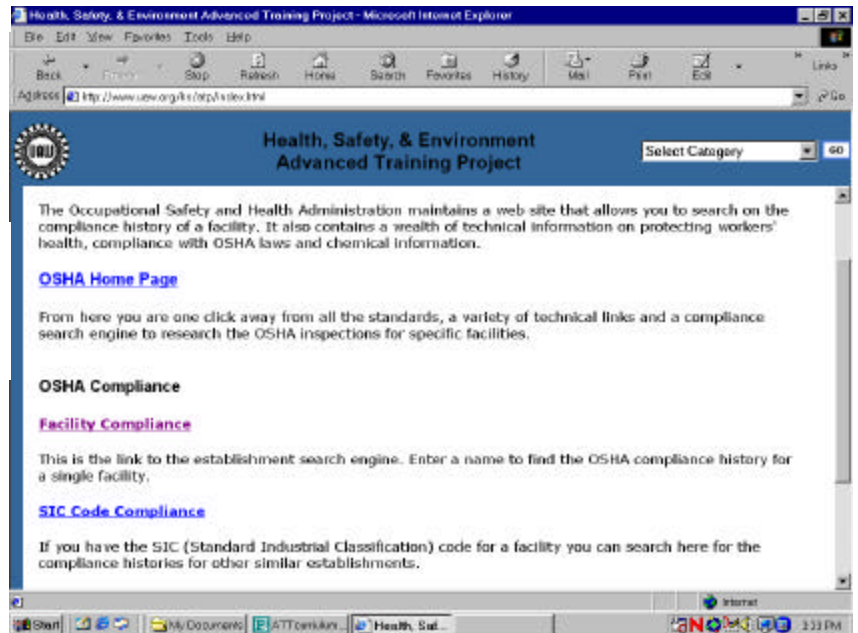 Health, Safety, & Environment Advanced Training Project - Microsoft Internet Explorer
File Edit View Favorites Tools Help
Back Stop Refresh Home Search Favorites History Mail Print Edit Links
Address Go
UAW
Health, Safety, & Environment
Advanced Training Project
Select Category GO
The Occupational Safety and Health Administration maintains a web site that allows you to search on the
compliance history of a facility. It also contains a wealth of technical information on protecting workers'
health, compliance with OSHA laws and chemical information.
OSHA Home Page
From here you are one click away from all the standards, a variety of technical links and a compliance
search engine to research the OSHA inspections for specific facilities.
OSHA Compliance
Facility Compliance
This is the link to the establishment search engine. Enter a name to find the OSHA compliance history for
a single facility.
SIC Code Compliance
If you have the SIC (Standard Industrial Classification) code for a facility you can search here for the
compliance histories for other similar establishments.
Internet
Start My Documents Health, Saf... 3:33 PM